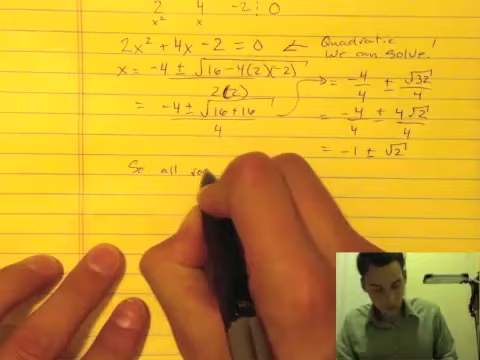 2 4 -2 | 0
x² x
2x² + 4x - 2 = 0 ← Quadratic
we can solve!
x = -4 ± √16 - 4(2)(-2)
2(2)
= -4 ± √16 + 16
4
= -4/4 ± √32/4
= -4/4 ± 4√2/4
= -1 ± √2
So all